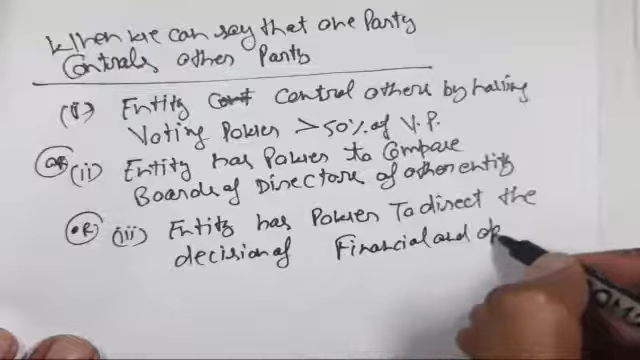 When we can say that one Party
Controls other Party
(i) Entity Cont Control others by having
Voting Power > 50% of V.P.
OR (ii) Entity has Power to Compose
Board of Directors of other entity
OR (iii) Entity has Power To direct the
decision of Financial and op